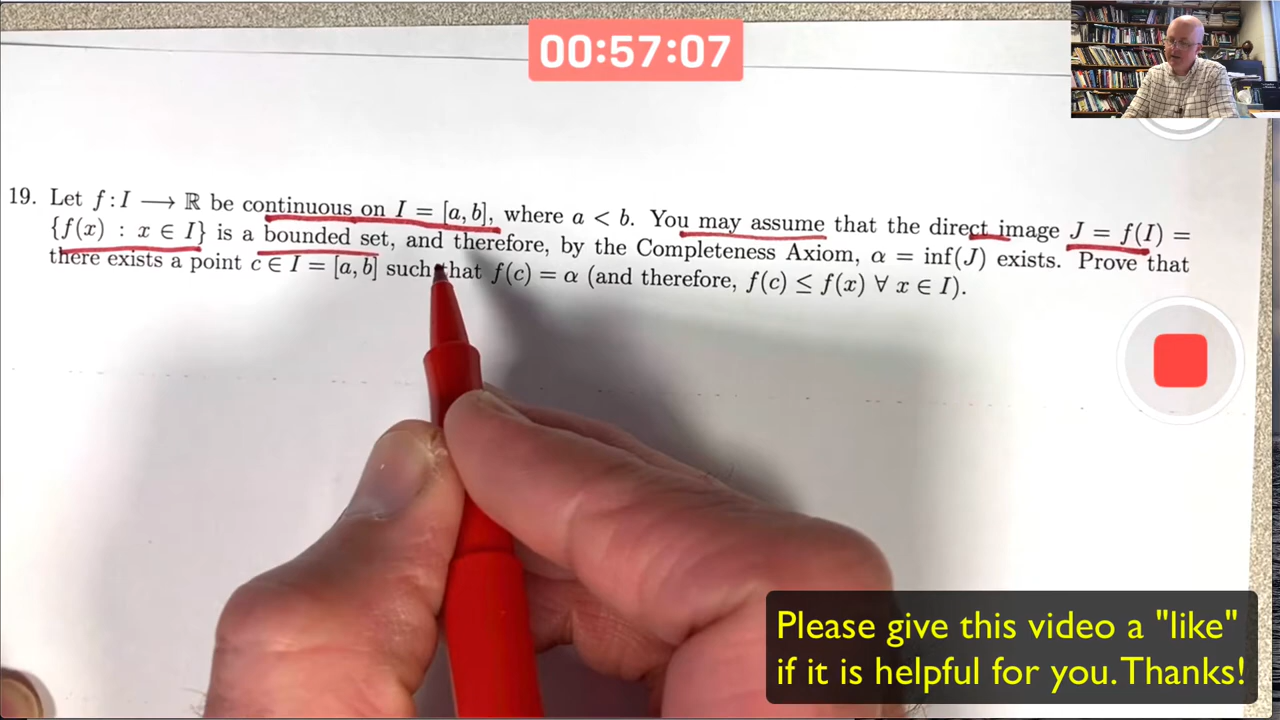 00:57:07
19. Let f : I ⟶ ℝ be continuous on I = [a, b], where a < b. You may assume that the direct image J = f(I) =
{f(x) : x ∈ I} is a bounded set, and therefore, by the Completeness Axiom, α = inf(J) exists. Prove that
there exists a point c ∈ I = [a, b] such that f(c) = α (and therefore, f(c) ≤ f(x) ∀ x ∈ I).
Please give this video a "like"
if it is helpful for you. Thanks!